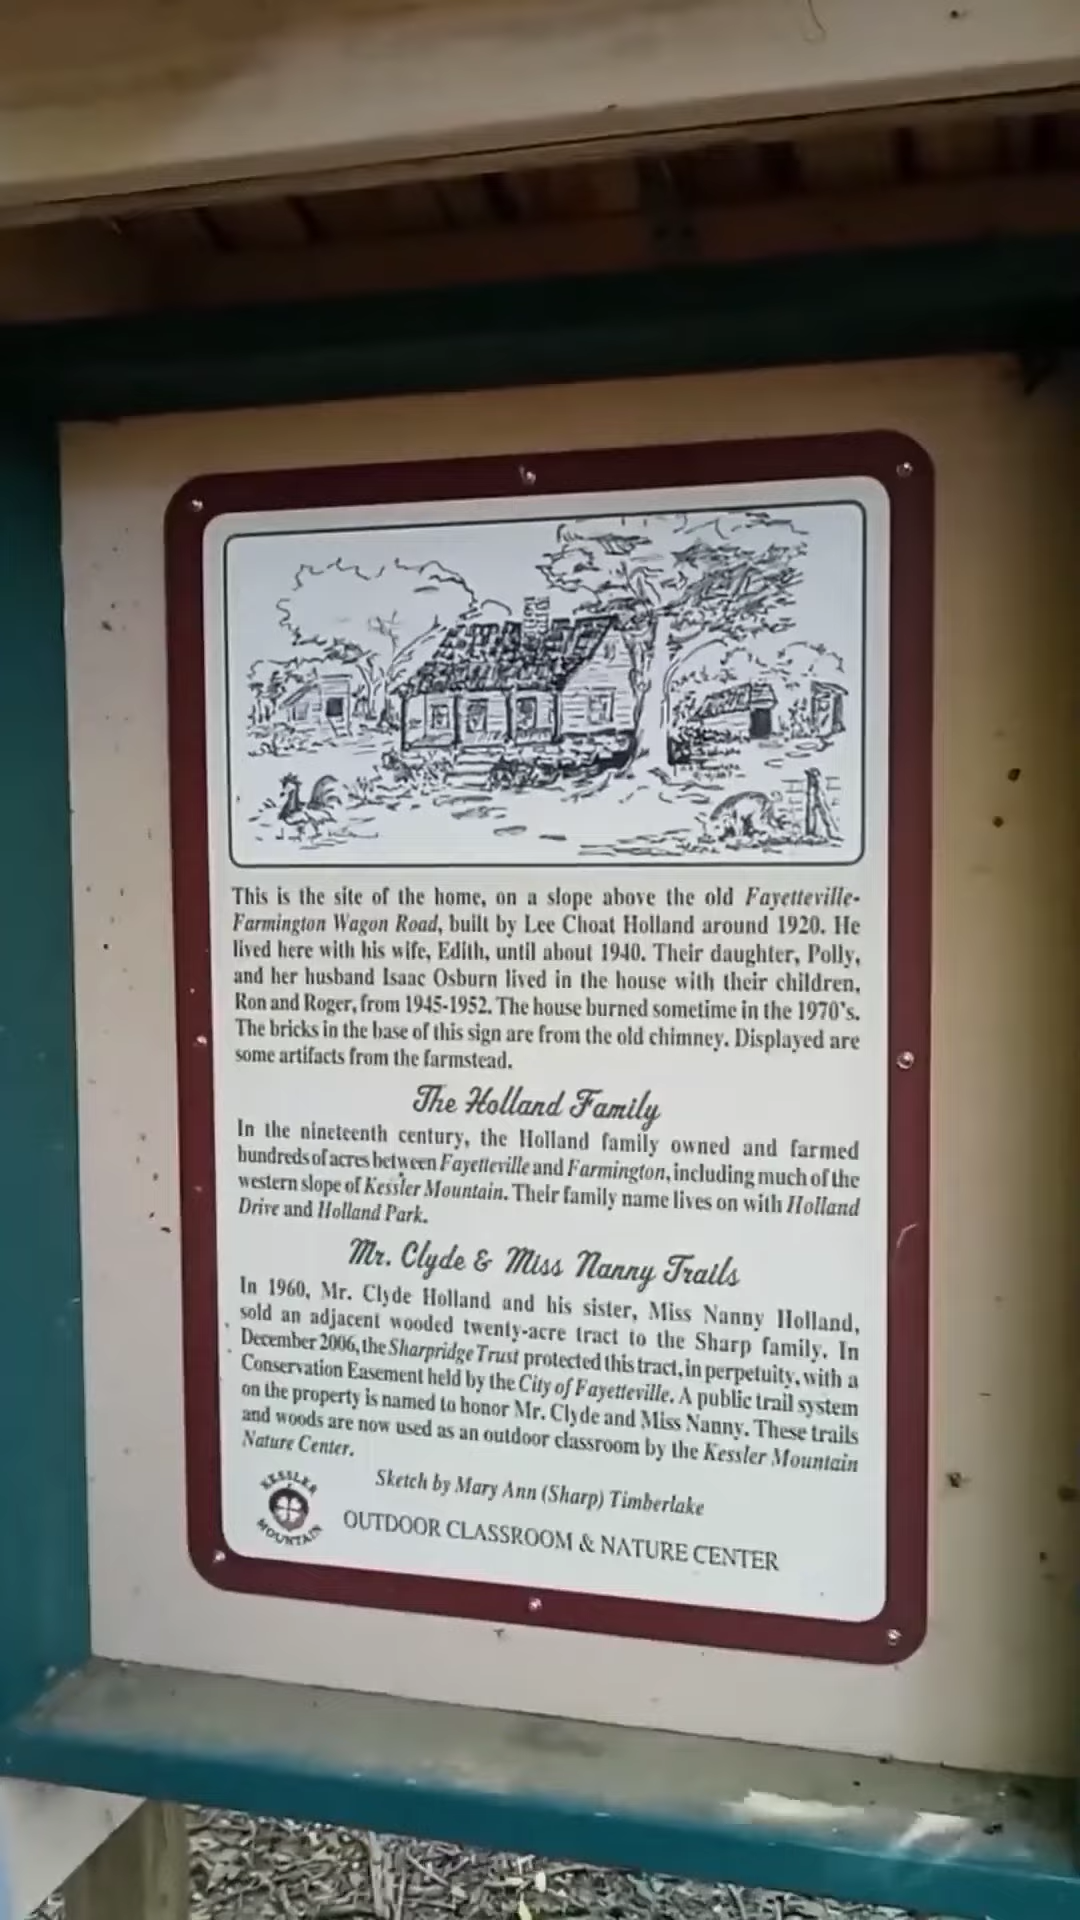 This is the site of the home, on a slope above the old Fayetteville-
Farmington Wagon Road, built by Lee Choat Holland around 1920. He
lived here with his wife, Edith, until about 1940. Their daughter, Polly,
and her husband Isaac Osburn lived in the house with their children,
Ron and Roger, from 1945-1952. The house burned sometime in the 1970's.
The bricks in the base of this sign are from the old chimney. Displayed are
some artifacts from the farmstead.
The Holland Family
In the nineteenth century, the Holland family owned and farmed
hundreds of acres between Fayetteville and Farmington, including much of the
western slope of Kessler Mountain. Their family name lives on with Holland
Drive and Holland Park.
Mr. Clyde & Miss Nanny Trails
In 1960, Mr. Clyde Holland and his sister, Miss Nanny Holland,
sold an adjacent wooded twenty-acre tract to the Sharp family. In
December 2006, the Sharpridge Trust protected this tract, in perpetuity, with a
Conservation Easement held by the City of Fayetteville. A public trail system
on the property is named to honor Mr. Clyde and Miss Nanny. These trails
and woods are now used as an outdoor classroom by the Kessler Mountain
Nature Center.
Sketch by Mary Ann (Sharp) Timberlake
KESSLER
MOUNTAIN
OUTDOOR CLASSROOM & NATURE CENTER